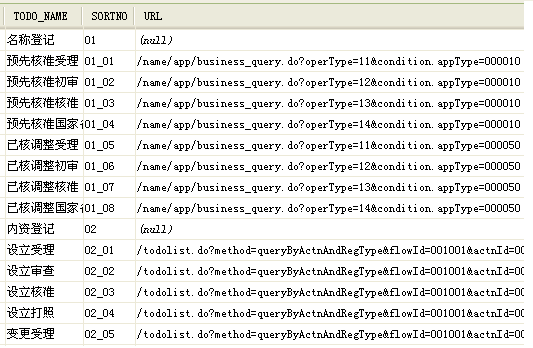 TODO_NAME SORTNO URL
名称登记 01 (null)
预先核准受理 01_01 /name/app/business_query.do?operType=11&condition.appType=000010
预先核准初审 01_02 /name/app/business_query.do?operType=12&condition.appType=000010
预先核准核准 01_03 /name/app/business_query.do?operType=13&condition.appType=000010
预先核准国家 01_04 /name/app/business_query.do?operType=14&condition.appType=000010
已核调整受理 01_05 /name/app/business_query.do?operType=11&condition.appType=000050
已核调整初审 01_06 /name/app/business_query.do?operType=12&condition.appType=000050
已核调整核准 01_07 /name/app/business_query.do?operType=13&condition.appType=000050
已核调整国家 01_08 /name/app/business_query.do?operType=14&condition.appType=000050
内资登记 02 (null)
设立受理 02_01 /todolist.do?method=queryByActnAndRegType&flowId=001001&actnId=00
设立审查 02_02 /todolist.do?method=queryByActnAndRegType&flowId=001001&actnId=00
设立核准 02_03 /todolist.do?method=queryByActnAndRegType&flowId=001001&actnId=00
设立打照 02_04 /todolist.do?method=queryByActnAndRegType&flowId=001001&actnId=00
变更受理 02_05 /todolist.do?method=queryByActnAndRegType&flowId=001001&actnId=00